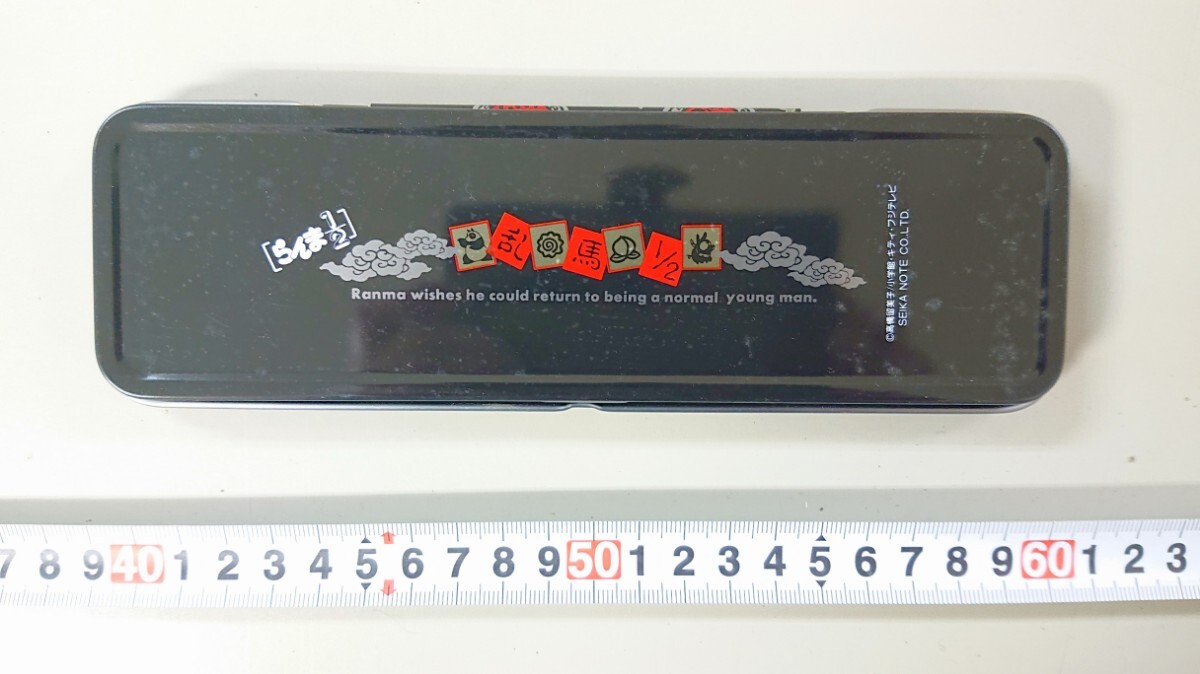 [らんま1/2]
乱馬1/2
Ranma wishes he could return to being a normal young man.
©高橋留美子/小学館・キティ・フジテレビ
SEIKA NOTE CO.,LTD.
7 8 9 40 1 2 3 4 5 6 7 8 9 50 1 2 3 4 5 6 7 8 9 60 1 2 3